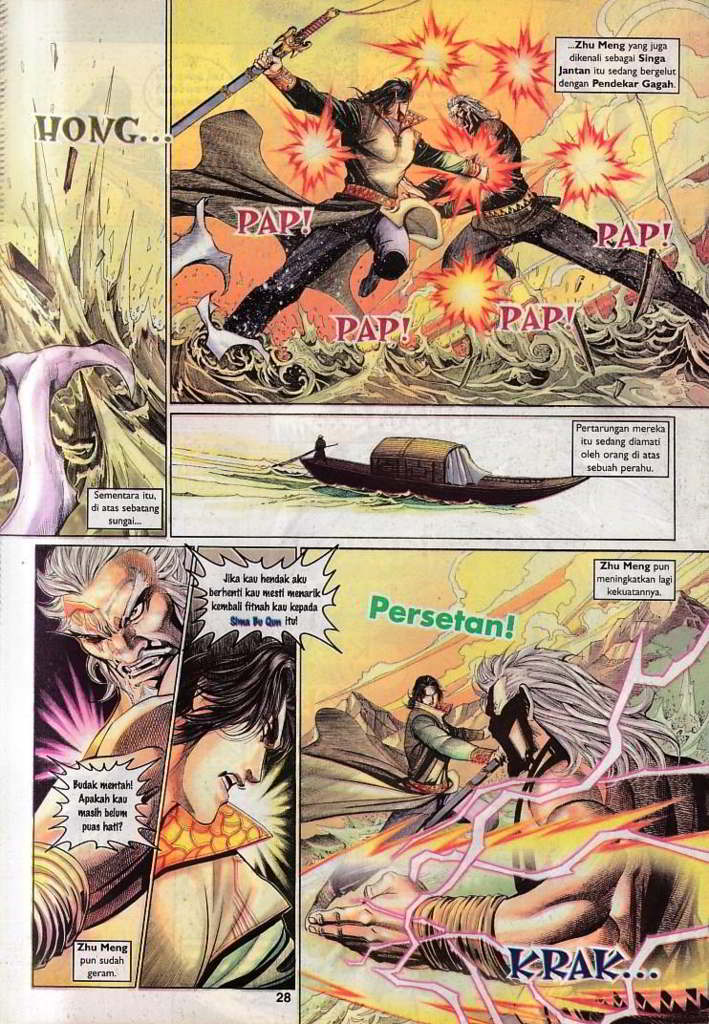 HONG...
Sementara itu,
di atas sebatang
sungai...
...Zhu Meng yang juga
dikenali sebagai Singa
Jantan itu sedang bergelut
dengan Pendekar Gagah.
PAP!
PAP!
PAP!
PAP!
Pertarungan mereka
itu sedang diamati
oleh orang di atas
sebuah perahu.
Budak mentah!
Apakah kau
masih belum
puas hati?
Zhu Meng
pun sudah
geram.
Jika kau hendak aku
berhenti kau mesti menarik
kembali fitnah kau kepada
Sima Bu Qun itu!
Zhu Meng pun
meningkatkan lagi
kekuatannya.
Persetan!
KRAK...
28